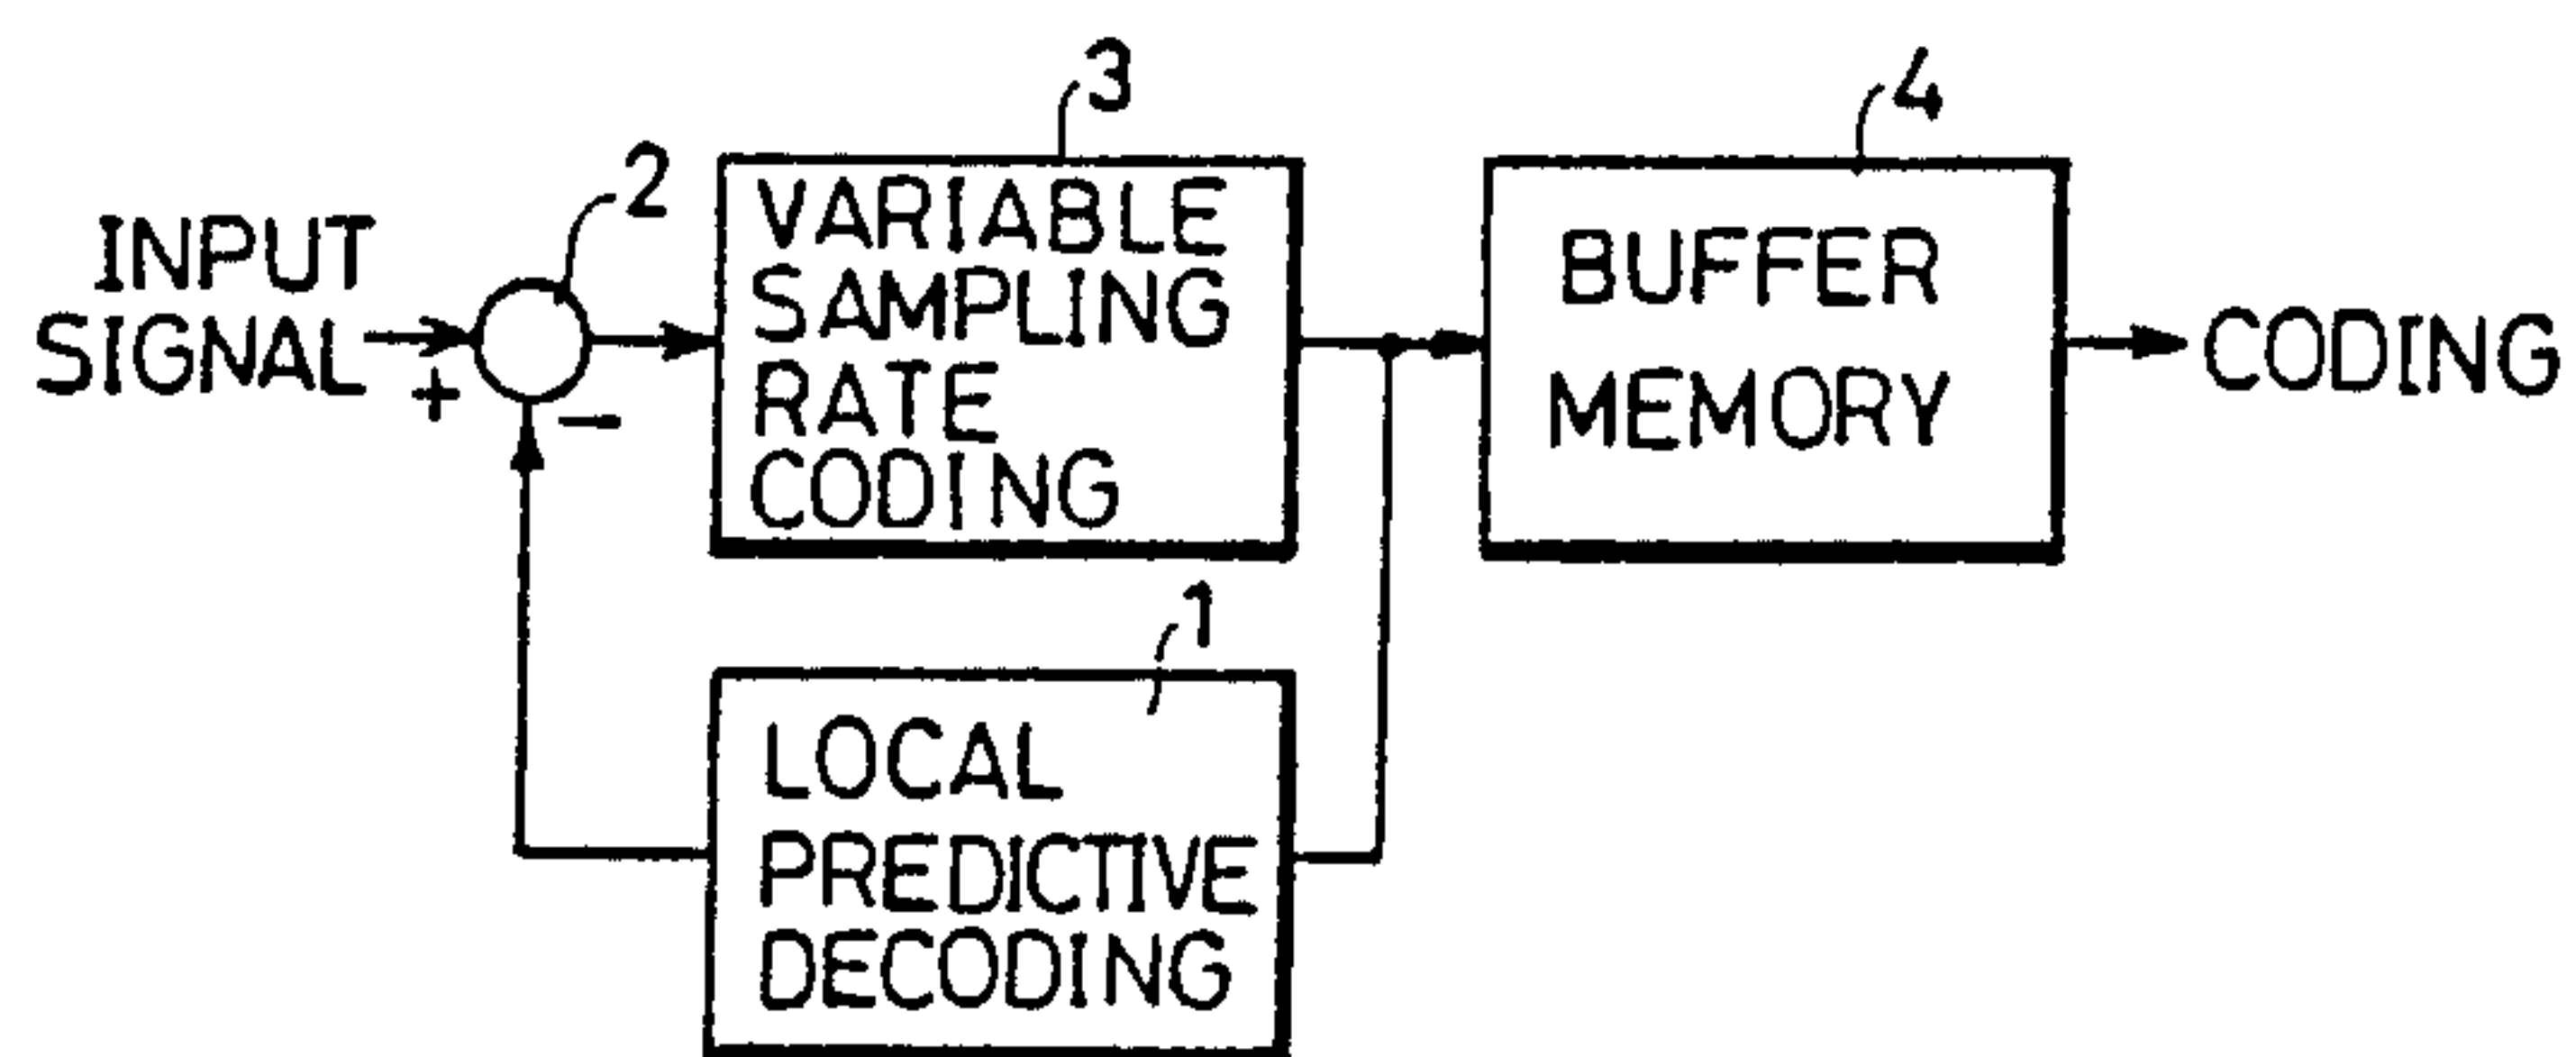 INPUT
SIGNAL
+
−
2
3
VARIABLE
SAMPLING
RATE
CODING
4
BUFFER
MEMORY
CODING
1
LOCAL
PREDICTIVE
DECODING